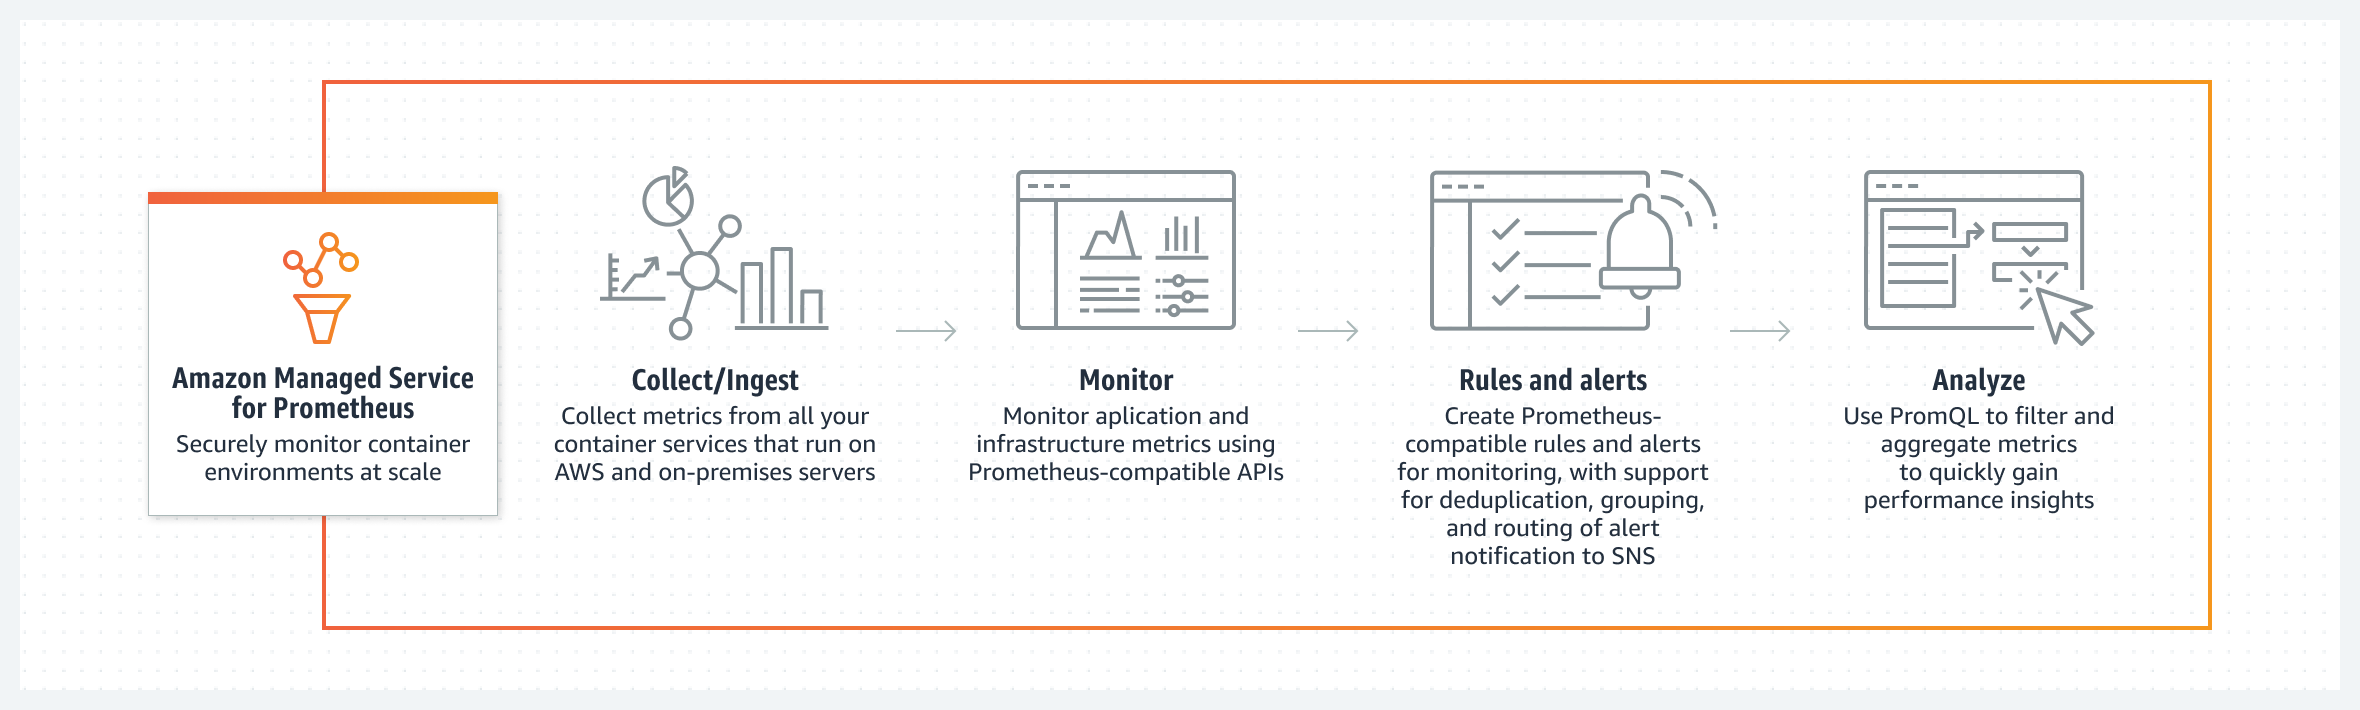 Amazon Managed Service
for Prometheus
Securely monitor container
environments at scale
Collect/Ingest
Collect metrics from all your
container services that run on
AWS and on-premises servers
Monitor
Monitor aplication and
infrastructure metrics using
Prometheus-compatible APIs
Rules and alerts
Create Prometheus-
compatible rules and alerts
for monitoring, with support
for deduplication, grouping,
and routing of alert
notification to SNS
Analyze
Use PromQL to filter and
aggregate metrics
to quickly gain
performance insights